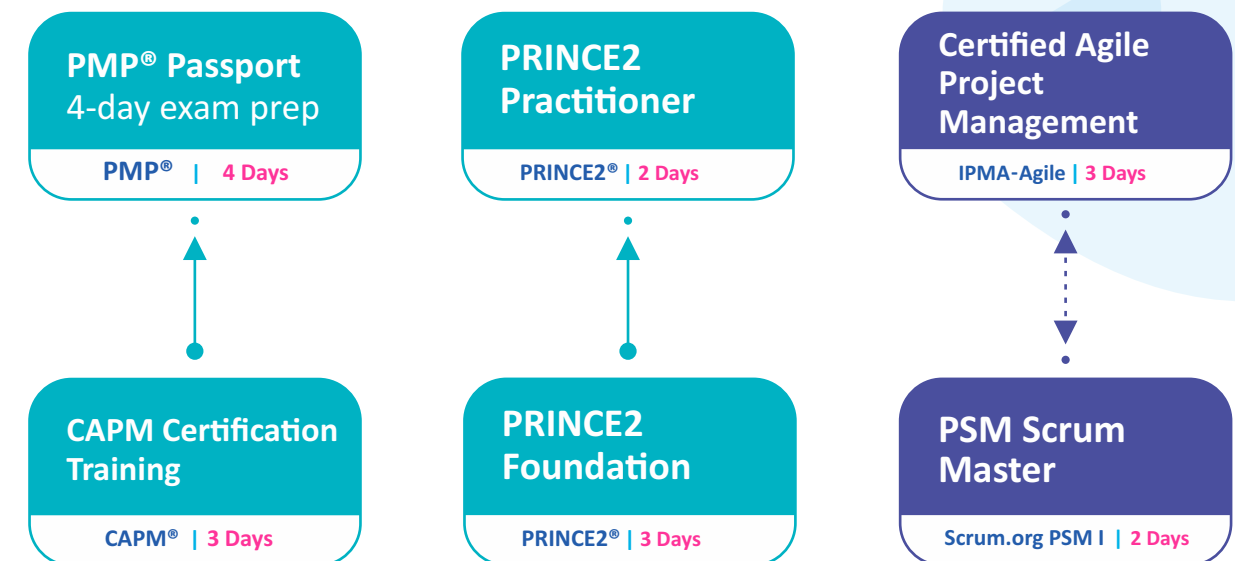 PMP® Passport
4-day exam prep
PMP® | 4 Days
PRINCE2
Practitioner
PRINCE2® | 2 Days
Certified Agile
Project
Management
IPMA-Agile | 3 Days
CAPM Certification
Training
CAPM® | 3 Days
PRINCE2
Foundation
PRINCE2® | 3 Days
PSM Scrum
Master
Scrum.org PSM I | 2 Days